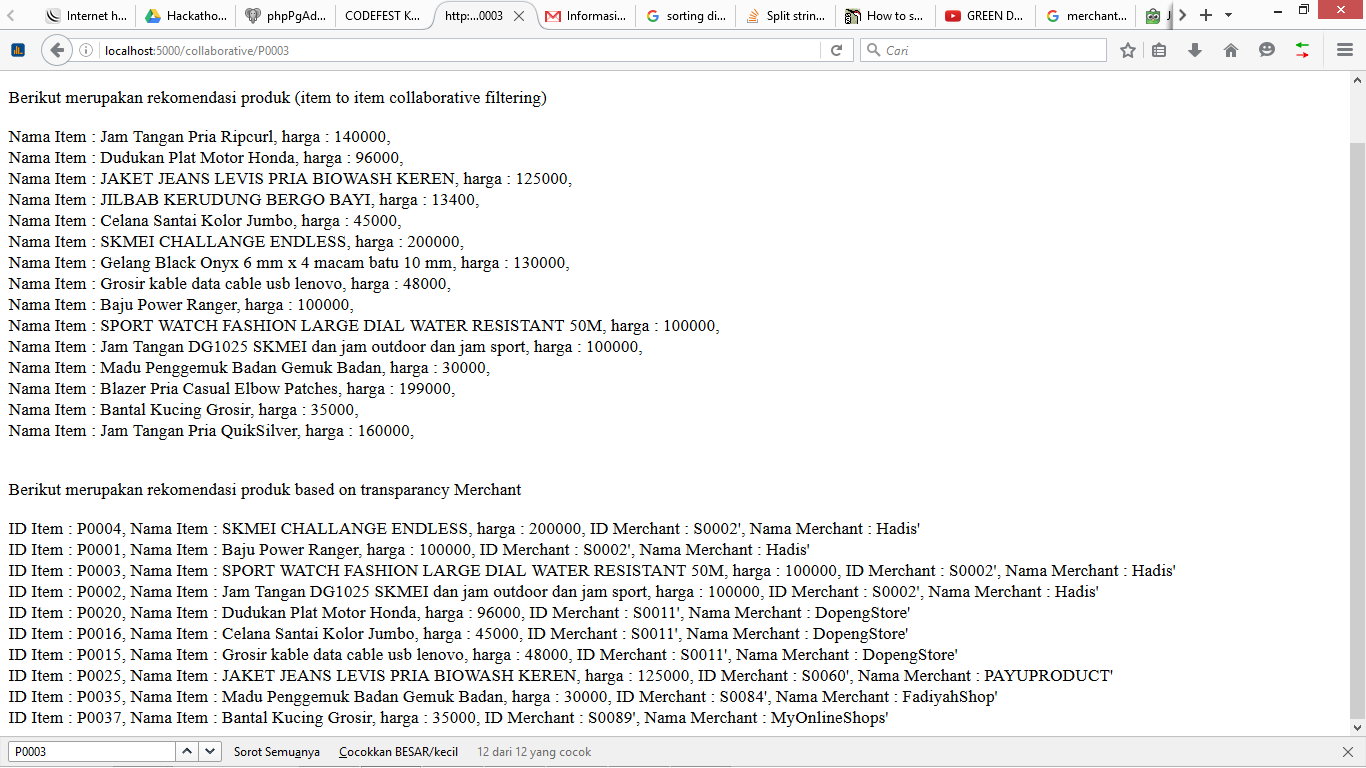 Internet h...
Hackatho...
phpPgAd...
CODEFEST K...
http:...0003
Informasi...
sorting di...
Split strin...
How to s...
GREEN D...
merchant...
J
localhost:5000/collaborative/P0003
Cari
Berikut merupakan rekomendasi produk (item to item collaborative filtering)
Nama Item : Jam Tangan Pria Ripcurl, harga : 140000,
Nama Item : Dudukan Plat Motor Honda, harga : 96000,
Nama Item : JAKET JEANS LEVIS PRIA BIOWASH KEREN, harga : 125000,
Nama Item : JILBAB KERUDUNG BERGO BAYI, harga : 13400,
Nama Item : Celana Santai Kolor Jumbo, harga : 45000,
Nama Item : SKMEI CHALLANGE ENDLESS, harga : 200000,
Nama Item : Gelang Black Onyx 6 mm x 4 macam batu 10 mm, harga : 130000,
Nama Item : Grosir kable data cable usb lenovo, harga : 48000,
Nama Item : Baju Power Ranger, harga : 100000,
Nama Item : SPORT WATCH FASHION LARGE DIAL WATER RESISTANT 50M, harga : 100000,
Nama Item : Jam Tangan DG1025 SKMEI dan jam outdoor dan jam sport, harga : 100000,
Nama Item : Madu Penggemuk Badan Gemuk Badan, harga : 30000,
Nama Item : Blazer Pria Casual Elbow Patches, harga : 199000,
Nama Item : Bantal Kucing Grosir, harga : 35000,
Nama Item : Jam Tangan Pria QuikSilver, harga : 160000,
Berikut merupakan rekomendasi produk based on transparancy Merchant
ID Item : P0004, Nama Item : SKMEI CHALLANGE ENDLESS, harga : 200000, ID Merchant : S0002', Nama Merchant : Hadis'
ID Item : P0001, Nama Item : Baju Power Ranger, harga : 100000, ID Merchant : S0002', Nama Merchant : Hadis'
ID Item : P0003, Nama Item : SPORT WATCH FASHION LARGE DIAL WATER RESISTANT 50M, harga : 100000, ID Merchant : S0002', Nama Merchant : Hadis'
ID Item : P0002, Nama Item : Jam Tangan DG1025 SKMEI dan jam outdoor dan jam sport, harga : 100000, ID Merchant : S0002', Nama Merchant : Hadis'
ID Item : P0020, Nama Item : Dudukan Plat Motor Honda, harga : 96000, ID Merchant : S0011', Nama Merchant : DopengStore'
ID Item : P0016, Nama Item : Celana Santai Kolor Jumbo, harga : 45000, ID Merchant : S0011', Nama Merchant : DopengStore'
ID Item : P0015, Nama Item : Grosir kable data cable usb lenovo, harga : 48000, ID Merchant : S0011', Nama Merchant : DopengStore'
ID Item : P0025, Nama Item : JAKET JEANS LEVIS PRIA BIOWASH KEREN, harga : 125000, ID Merchant : S0060', Nama Merchant : PAYUPRODUCT'
ID Item : P0035, Nama Item : Madu Penggemuk Badan Gemuk Badan, harga : 30000, ID Merchant : S0084', Nama Merchant : FadiyahShop'
ID Item : P0037, Nama Item : Bantal Kucing Grosir, harga : 35000, ID Merchant : S0089', Nama Merchant : MyOnlineShops'
P0003
Sorot Semuanya
Cocokkan BESAR/kecil
12 dari 12 yang cocok